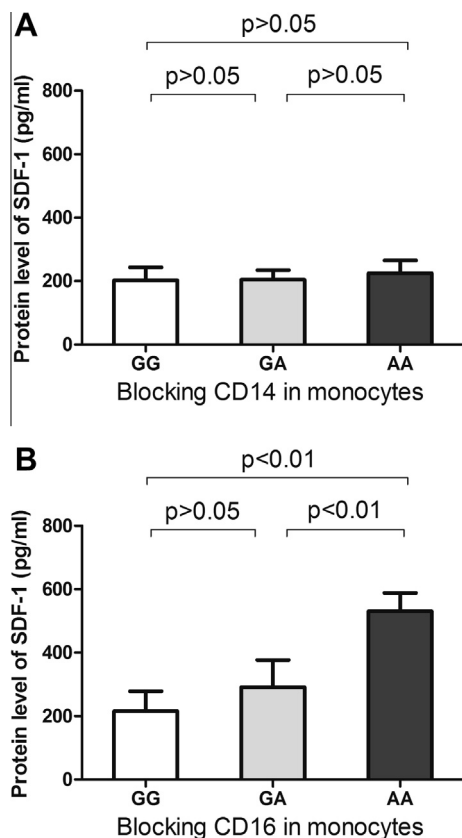 A
p>0.05
p>0.05 p>0.05
Protein level of SDF-1 (pg/ml)
800
600
400
200
0
GG GA AA
Blocking CD14 in monocytes
B
p<0.01
p>0.05 p<0.01
Protein level of SDF-1 (pg/ml)
800
600
400
200
0
GG GA AA
Blocking CD16 in monocytes